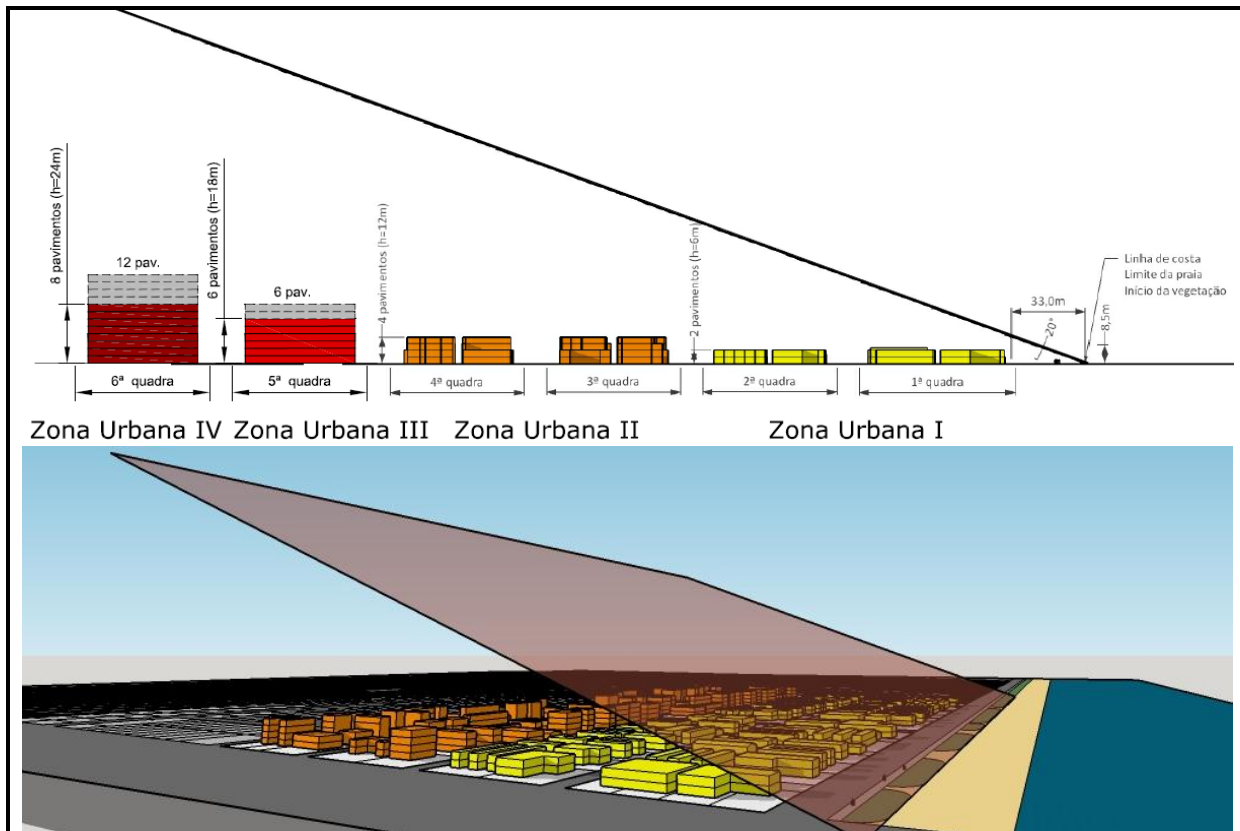 8 pavimentos (h=24m)
12 pav.
6 pavimentos (h=18m)
6 pav.
4 pavimentos (h=12m)
2 pavimentos (h=6m)
33,0m
20°
8,5m
Linha de costa
Limite da praia
Início da vegetação
6ª quadra
5ª quadra
4ª quadra
3ª quadra
2ª quadra
1ª quadra
Zona Urbana IV
Zona Urbana III
Zona Urbana II
Zona Urbana I